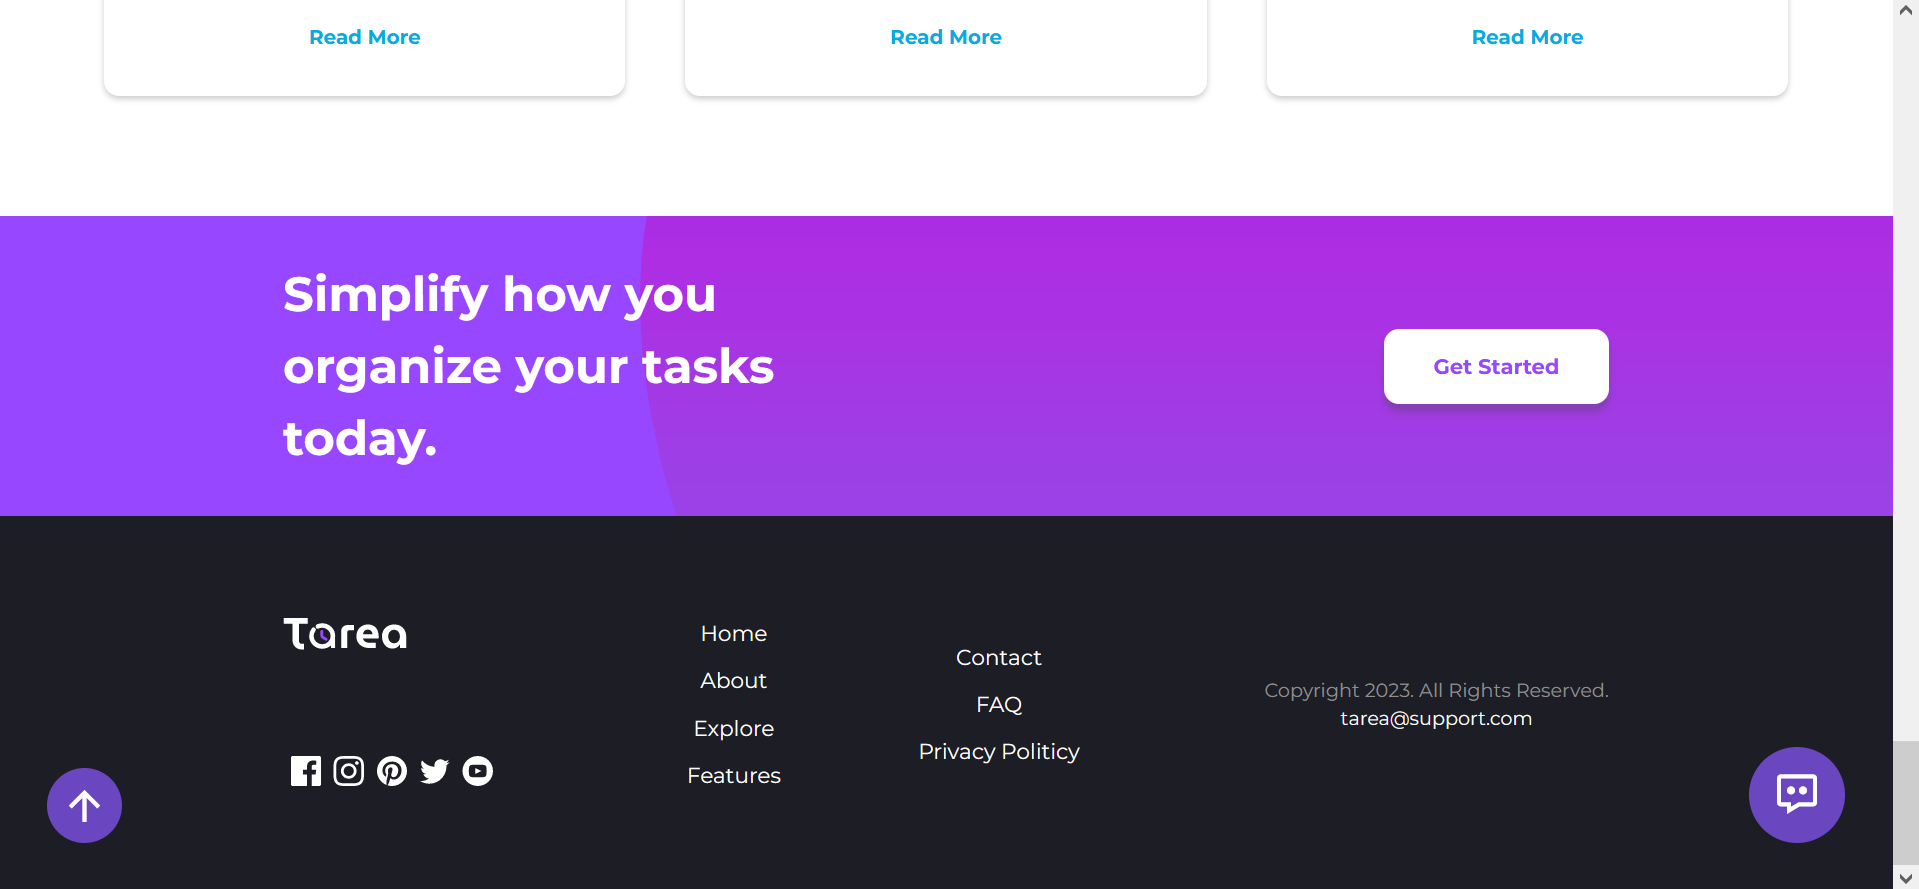 Read More
Read More
Read More
Simplify how you
organize your tasks
today.
Get Started
Tarea
Home
About
Explore
Features
Contact
FAQ
Privacy Politicy
Copyright 2023. All Rights Reserved.
tarea@support.com